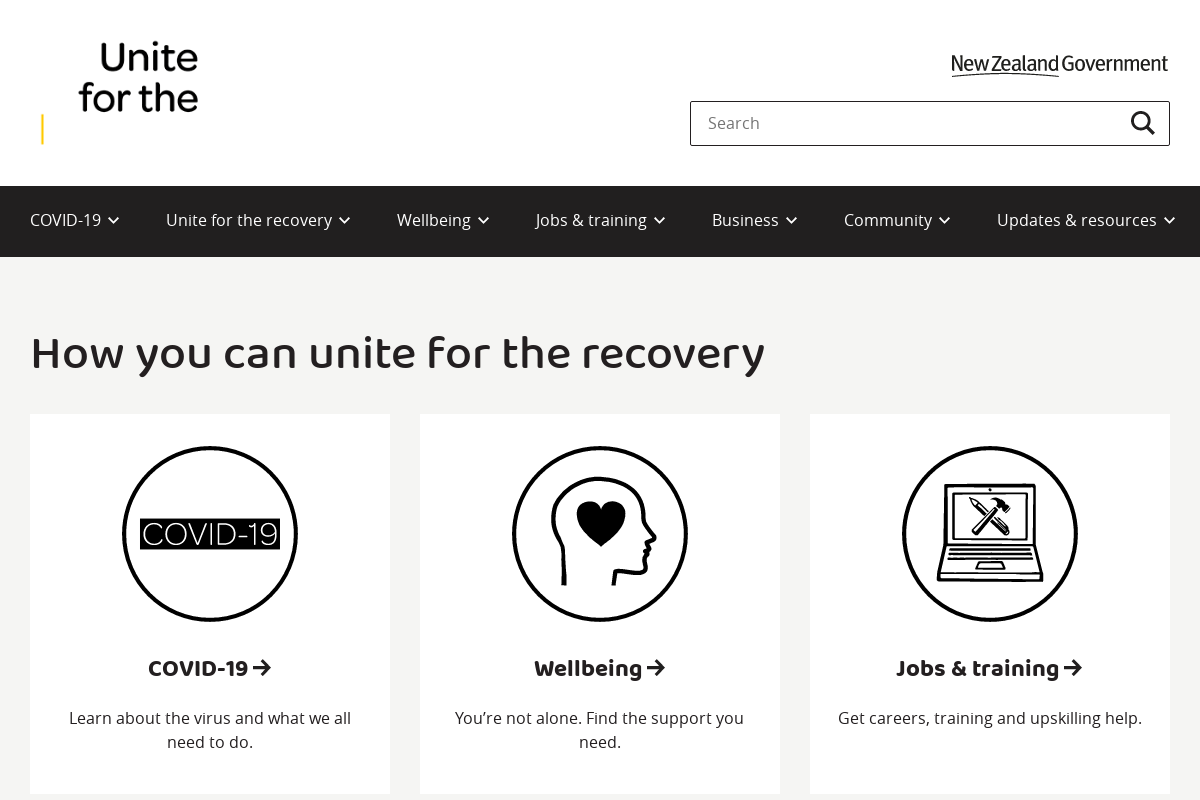 Unite
for the
New Zealand Government
Search
COVID-19 Unite for the recovery Wellbeing Jobs & training Business Community Updates & resources
How you can unite for the recovery
COVID-19
COVID-19 → Wellbeing → Jobs & training →
Learn about the virus and what we all
need to do.
You’re not alone. Find the support you
need.
Get careers, training and upskilling help.